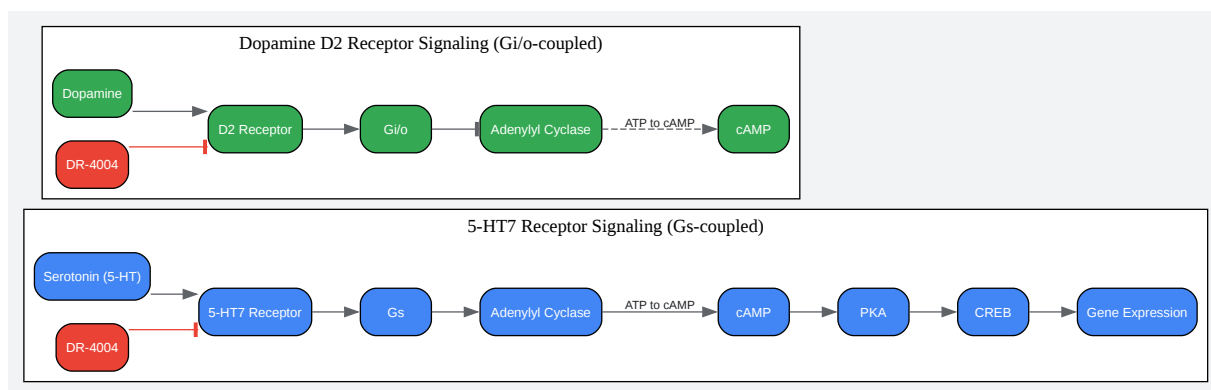 Dopamine D2 Receptor Signaling (Gi/o-coupled)
Dopamine
DR-4004
D2 Receptor
Gi/o
Adenylyl Cyclase
ATP to cAMP
cAMP
5-HT7 Receptor Signaling (Gs-coupled)
Serotonin (5-HT)
DR-4004
5-HT7 Receptor
Gs
Adenylyl Cyclase
ATP to cAMP
cAMP
PKA
CREB
Gene Expression